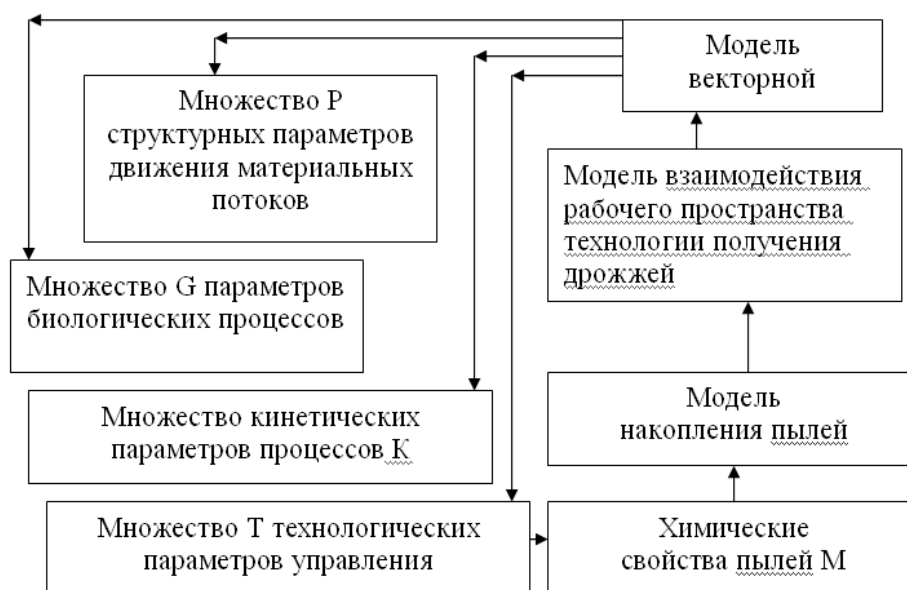 Модель
векторной
Множество P
структурных параметров
движения материальных
потоков
Модель взаимодействия
рабочего пространства
технологии получения
дрожжей
Множество G параметров
биологических процессов
Модель
накопления пылей
Множество кинетических
параметров процессов К
Множество Т технологических
параметров управления
Химические
свойства пылей М